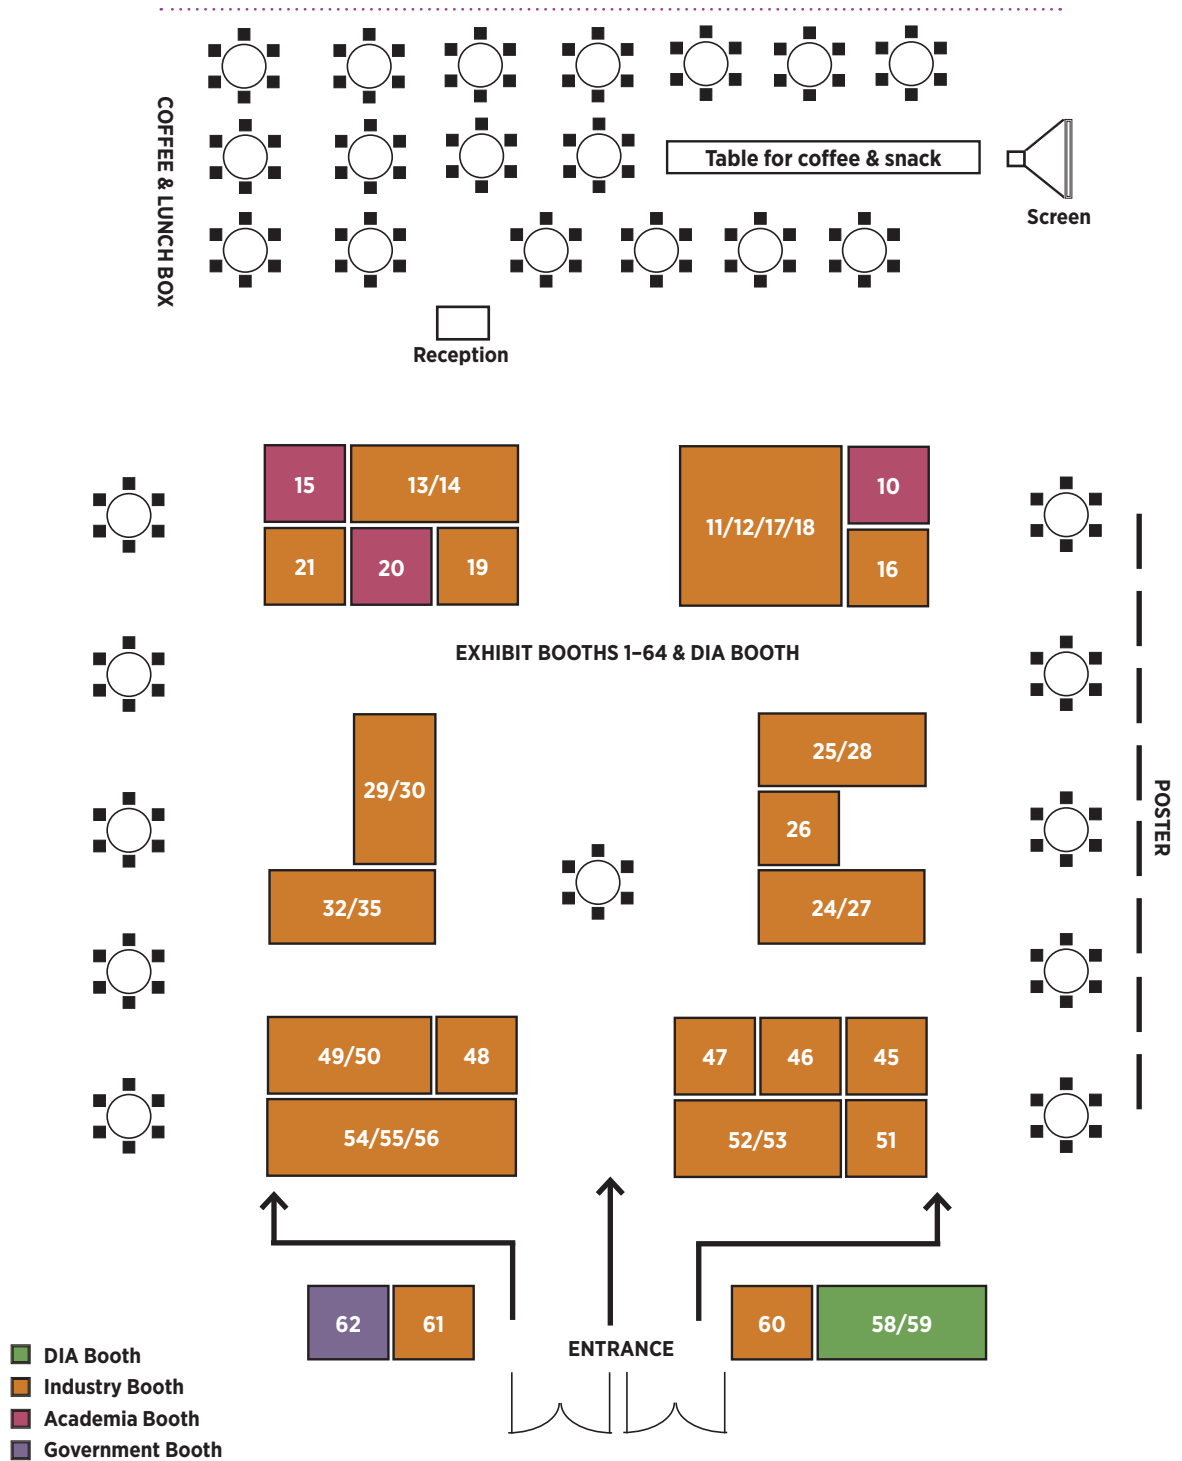 COFFEE & LUNCH BOX
Table for coffee & snack
Screen
Reception
15
13/14
11/12/17/18
10
21
20
19
16
EXHIBIT BOOTHS 1–64 & DIA BOOTH
29/30
25/28
26
32/35
24/27
POSTER
49/50
48
47
46
45
54/55/56
52/53
51
62
61
60
58/59
ENTRANCE
DIA Booth
Industry Booth
Academia Booth
Government Booth